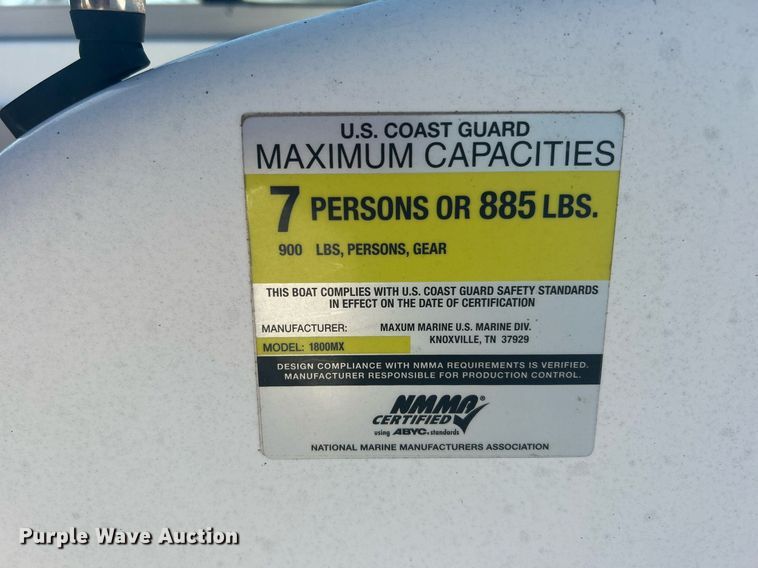 U.S. COAST GUARD
MAXIMUM CAPACITIES
7 PERSONS OR 885 LBS.
900 LBS, PERSONS, GEAR
THIS BOAT COMPLIES WITH U.S. COAST GUARD SAFETY STANDARDS
IN EFFECT ON THE DATE OF CERTIFICATION
MANUFACTURER: MAXUM MARINE U.S. MARINE DIV.
KNOXVILLE, TN 37929
MODEL: 1800MX
DESIGN COMPLIANCE WITH NMMA REQUIREMENTS IS VERIFIED.
MANUFACTURER RESPONSIBLE FOR PRODUCTION CONTROL.
NMMA®
CERTIFIED
using ABYC® standards
NATIONAL MARINE MANUFACTURERS ASSOCIATION
Purple Wave Auction